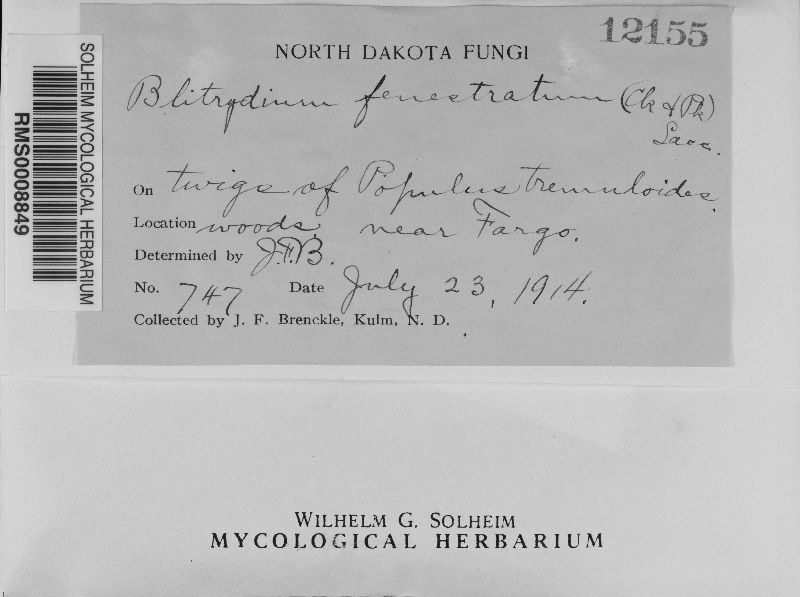 12155
NORTH DAKOTA FUNGI
Blitrydium fenestratum (Ck & Pk)
Sacc.
On twigs of Populus tremuloides.
Location woods, near Fargo.
Determined by J.F.B.
No. 747 Date July 23, 1914.
Collected by J. F. Brenckle, Kulm, N. D.
SOLHEIM MYCOLOGICAL HERBARIUM
RMS0008849
WILHELM G. SOLHEIM
MYCOLOGICAL HERBARIUM